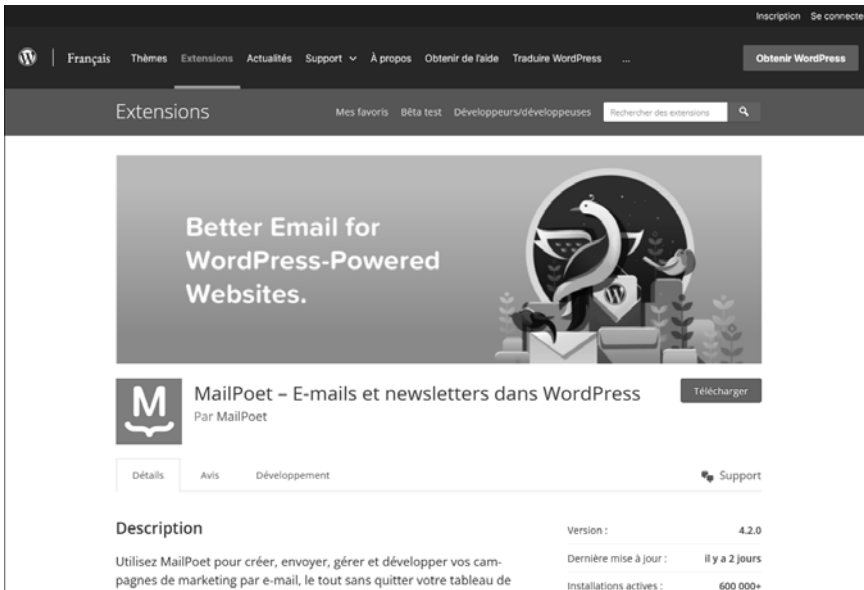 Inscription Se connecte
Français Thèmes Extensions Actualités Support À propos Obtenir de l'aide Traduire WordPress ... Obtenir WordPress
Extensions Mes favoris Bêta test Développeurs/développeuses Rechercher des extensions
Better Email for
WordPress-Powered
Websites.
M
MailPoet – E-mails et newsletters dans WordPress Télécharger
Par MailPoet
Détails Avis Développement Support
Description
Version : 4.2.0
Utilisez MailPoet pour créer, envoyer, gérer et développer vos cam-
Dernière mise à jour : il y a 2 jours
pagnes de marketing par e-mail, le tout sans quitter votre tableau de
Installations actives : 600 000+